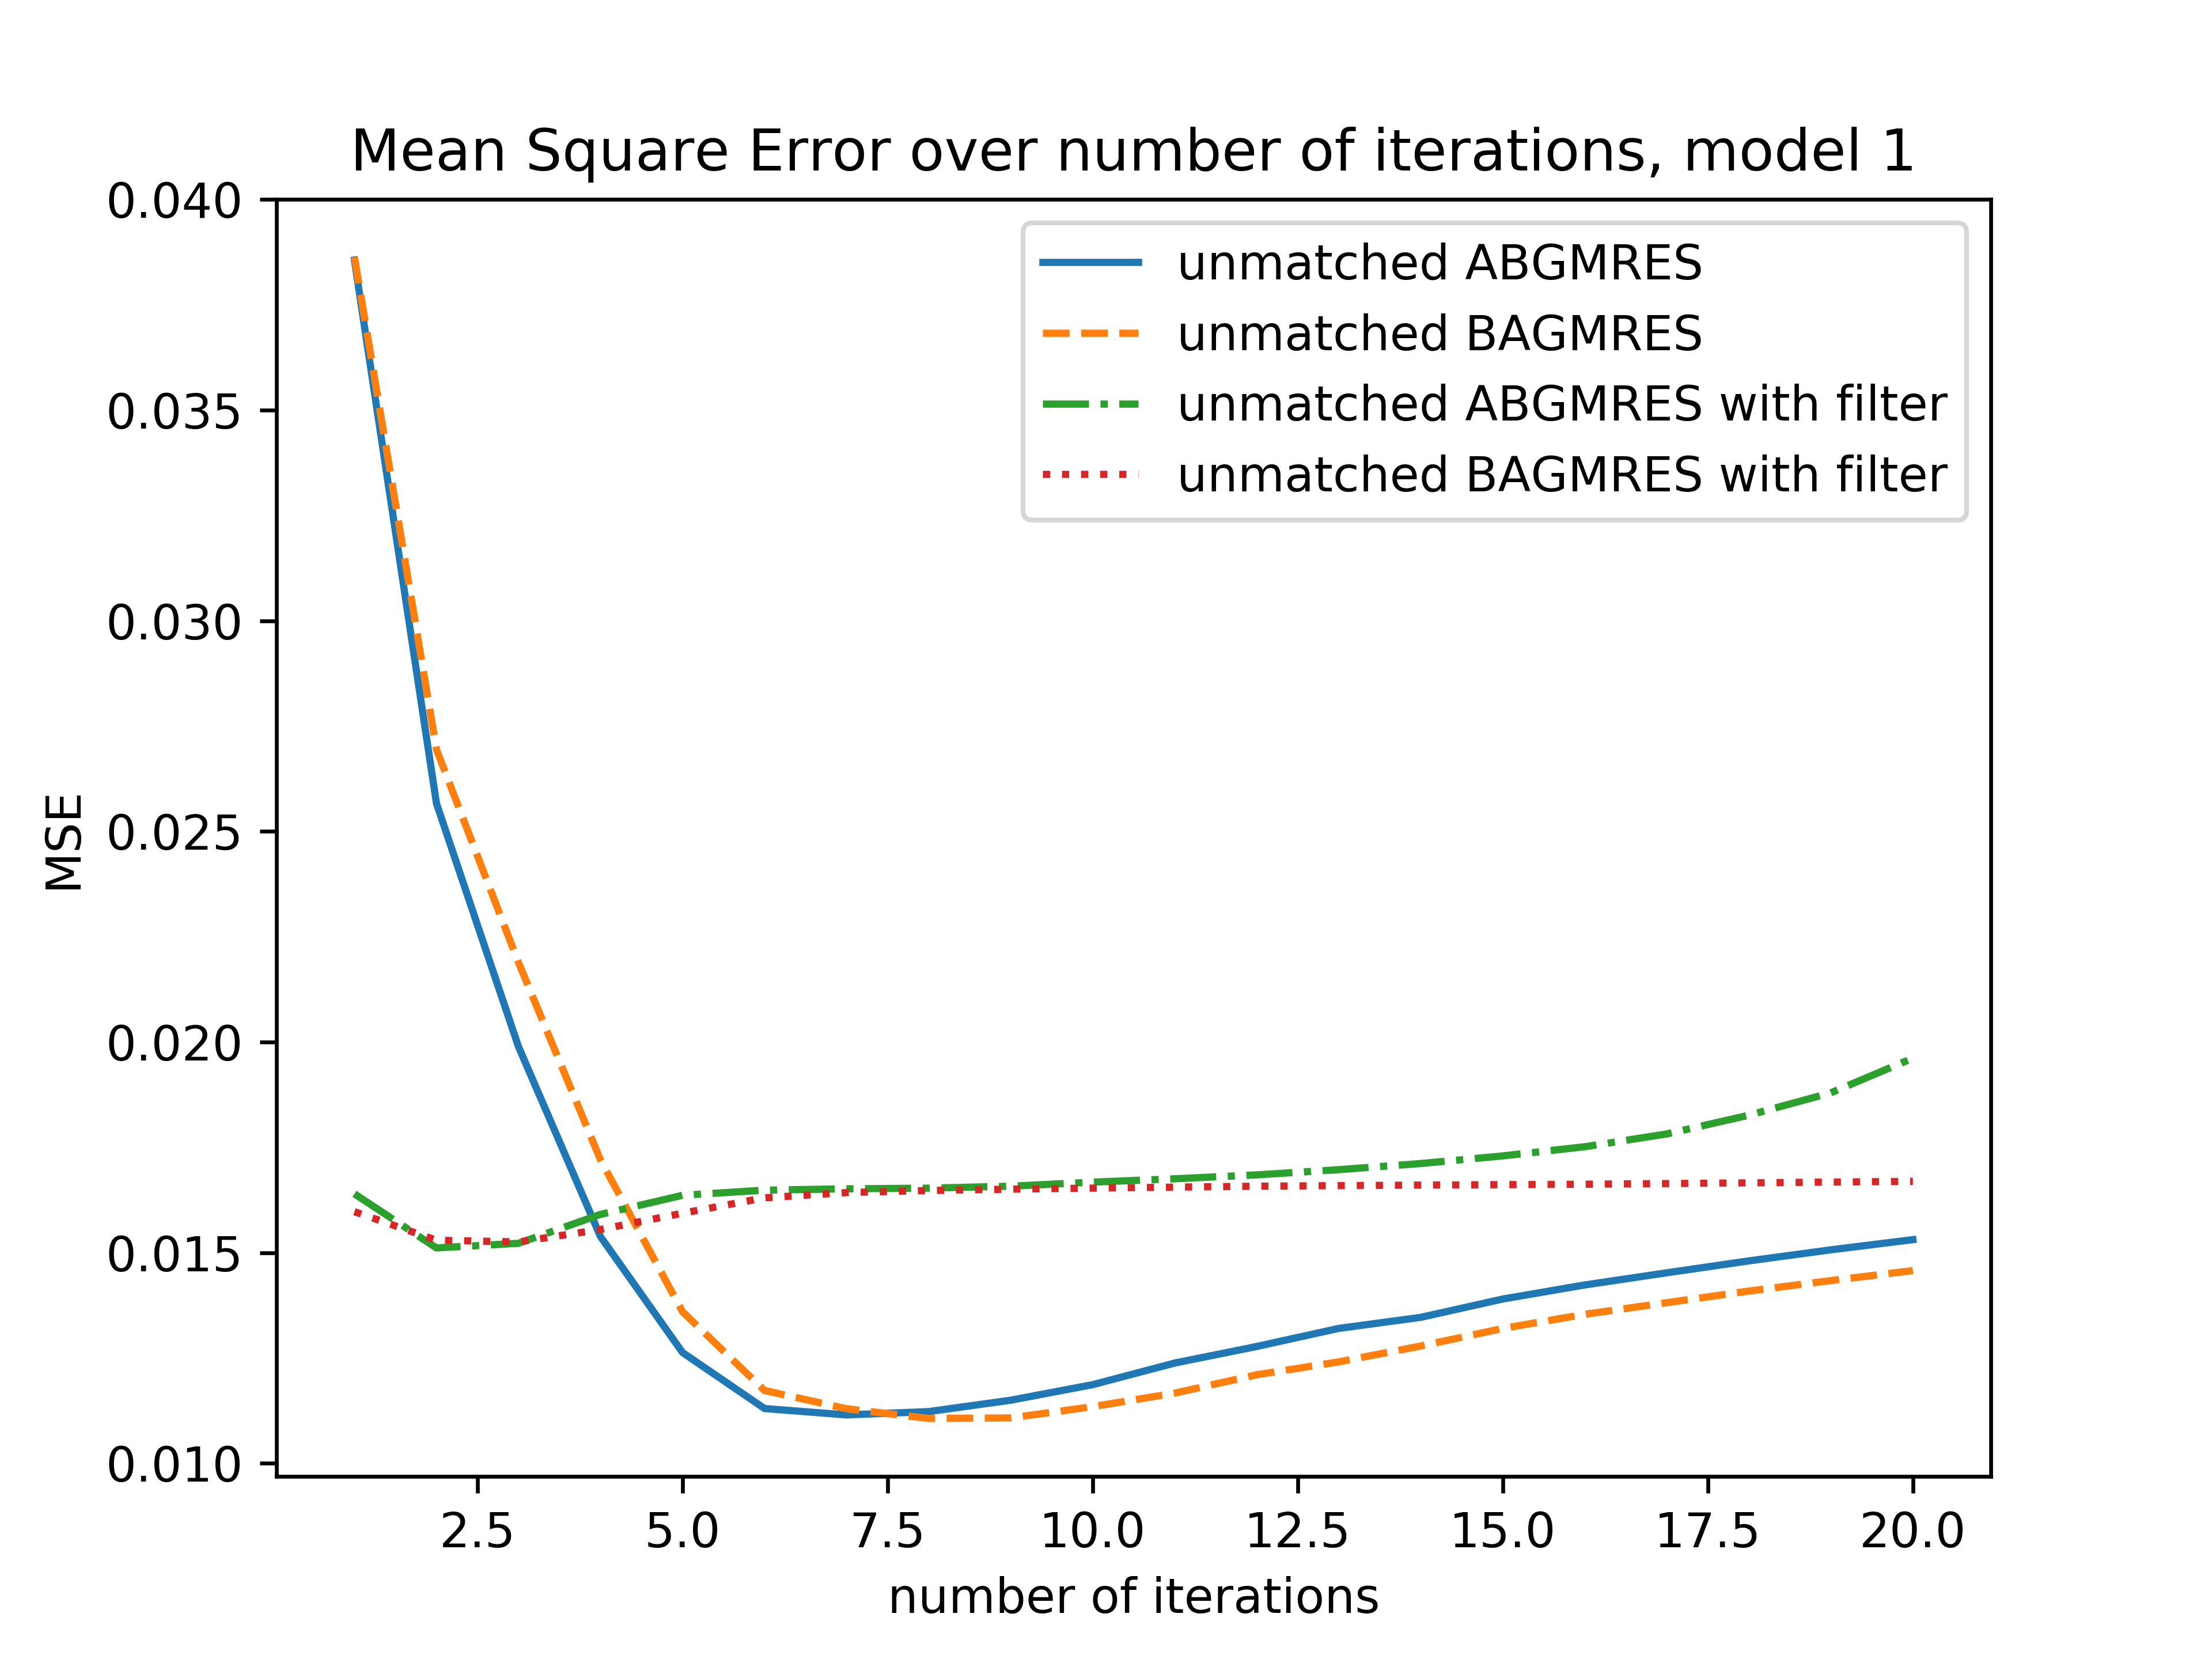 Mean Square Error over number of iterations, model 1
0.040
0.035
0.030
0.025
0.020
0.015
0.010
MSE
unmatched ABGMRES
unmatched BAGMRES
unmatched ABGMRES with filter
unmatched BAGMRES with filter
2.5 5.0 7.5 10.0 12.5 15.0 17.5 20.0
number of iterations